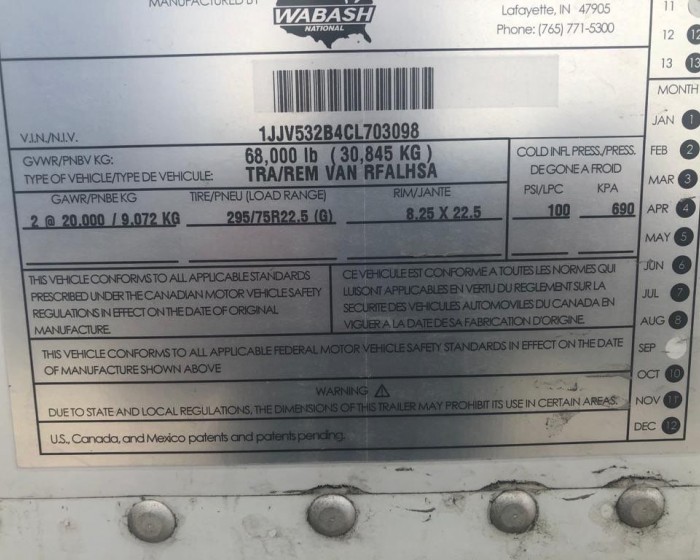 MANUFACTURED BY
WABASH
NATIONAL
Lafayette, IN 47905
Phone: (765) 771-5300
V.I.N./N.I.V. 1JJV532B4CL703098
GVWR/PNBV KG: 68,000 lb (30,845 KG)
TYPE OF VEHICLE/TYPE DE VEHICULE: TRA/REM VAN RFALHSA
GAWR/PNBE KG TIRE/PNEU (LOAD RANGE) RIM/JANTE
2 @ 20.000 / 9.072 KG 295/75R22.5 (G) 8.25 X 22.5
COLD INFL. PRESS./PRESS.
DE GONE A FROID
PSI/LPC KPA
100 690
THIS VEHICLE CONFORMS TO ALL APPLICABLE STANDARDS
PRESCRIBED UNDER THE CANADIAN MOTOR VEHICLE SAFETY
REGULATIONS IN EFFECT ON THE DATE OF ORIGINAL
MANUFACTURE.
CE VEHICULE EST CONFORME A TOUTES LES NORMES QUI
LUI SONT APPLICABLES EN VERTU DU REGLEMENT SUR LA
SECURITE DES VEHICULES AUTOMOVILES DU CANADA EN
VIGUER A LA DATE DE SA FABRICATION D'ORIGINE.
THIS VEHICLE CONFORMS TO ALL APPLICABLE FEDERAL MOTOR VEHICLE SAFETY STANDARDS IN EFFECT ON THE DATE
OF MANUFACTURE SHOWN ABOVE
WARNING
DUE TO STATE AND LOCAL REGULATIONS, THE DIMENSIONS OF THIS TRAILER MAY PROHIBIT ITS USE IN CERTAIN AREAS.
U.S., Canada, and Mexico patents and patents pending.
11
12 12
13 13
MONTH
JAN 1
FEB 2
MAR 3
APR 4
MAY 5
JUN 6
JUL 7
AUG 8
SEP
OCT 10
NOV 11
DEC 12